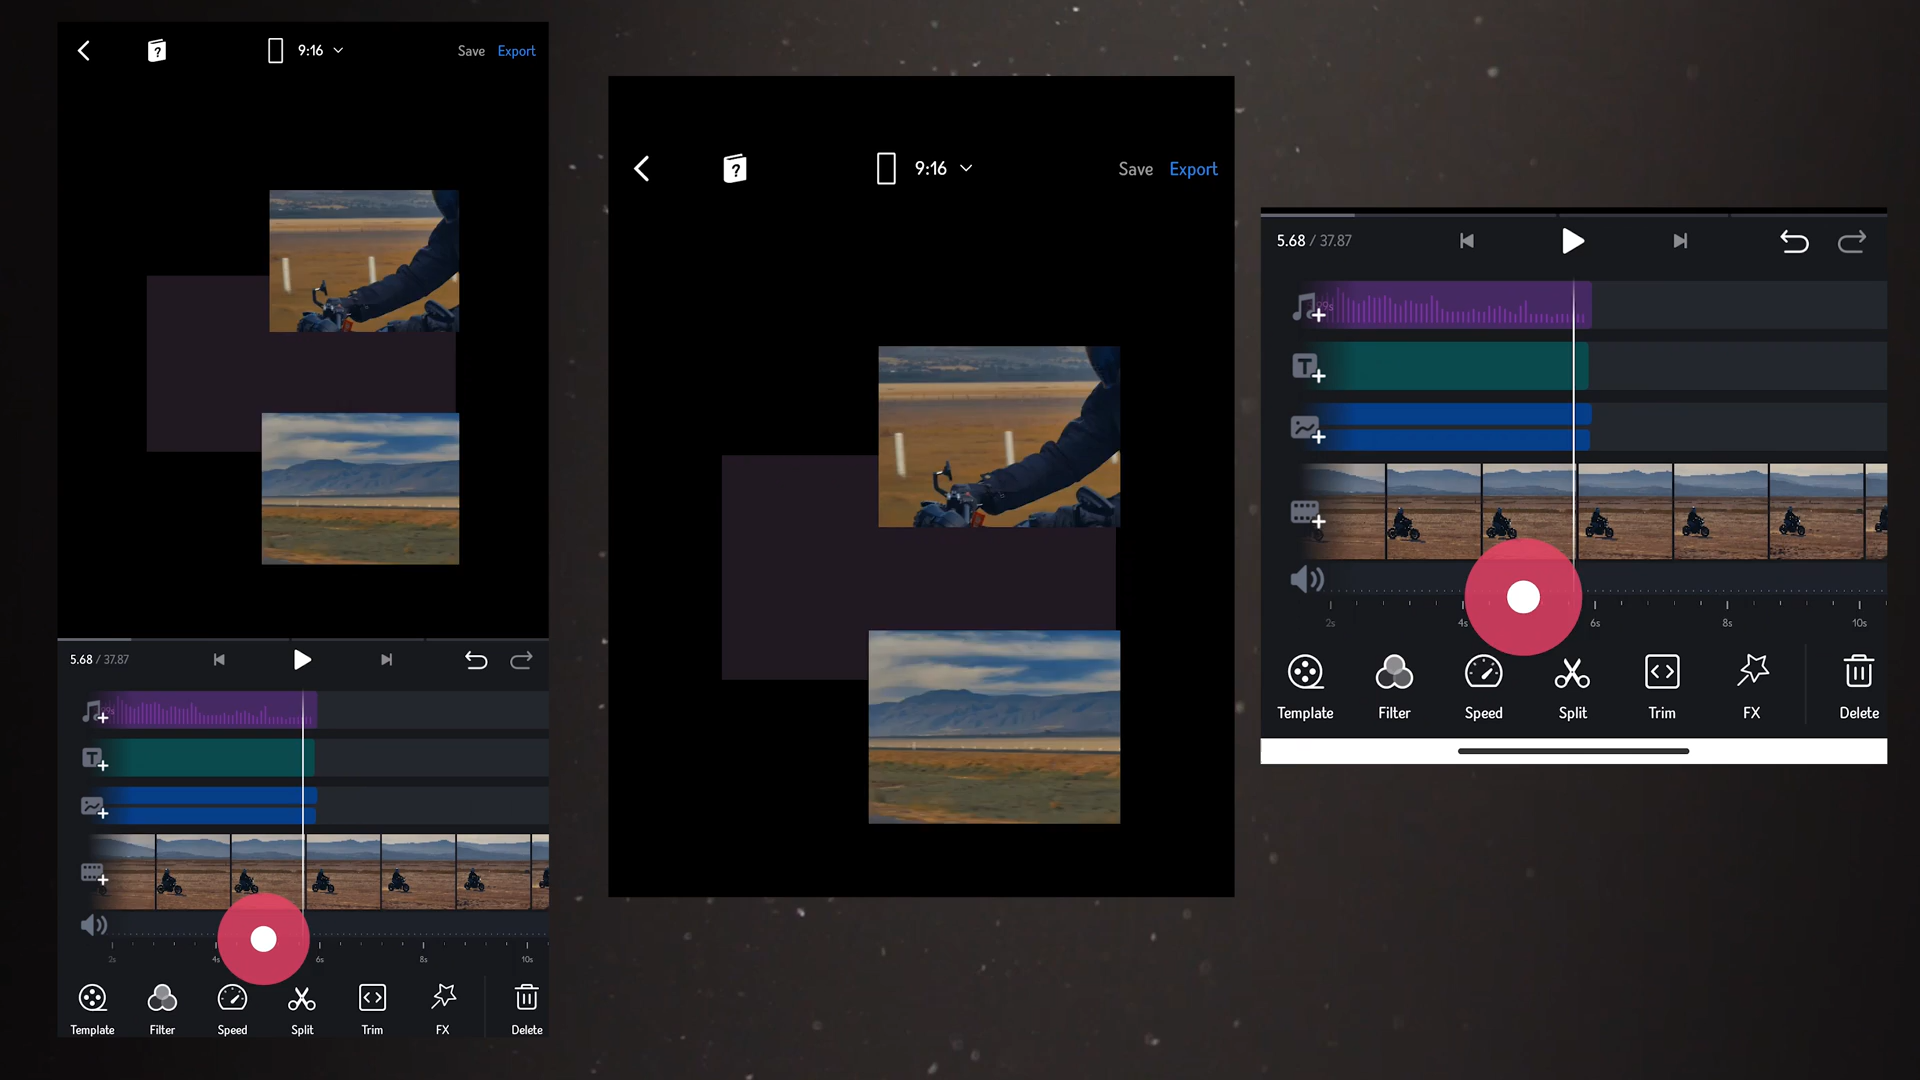 ?
9:16
Save
Export
5.68 / 37.87
T
2s
4s
6s
8s
10s
Template
Filter
Speed
Split
Trim
FX
Delete
?
9:16
Save
Export
5.68 / 37.87
T
2s
4s
6s
8s
10s
Template
Filter
Speed
Split
Trim
FX
Delete